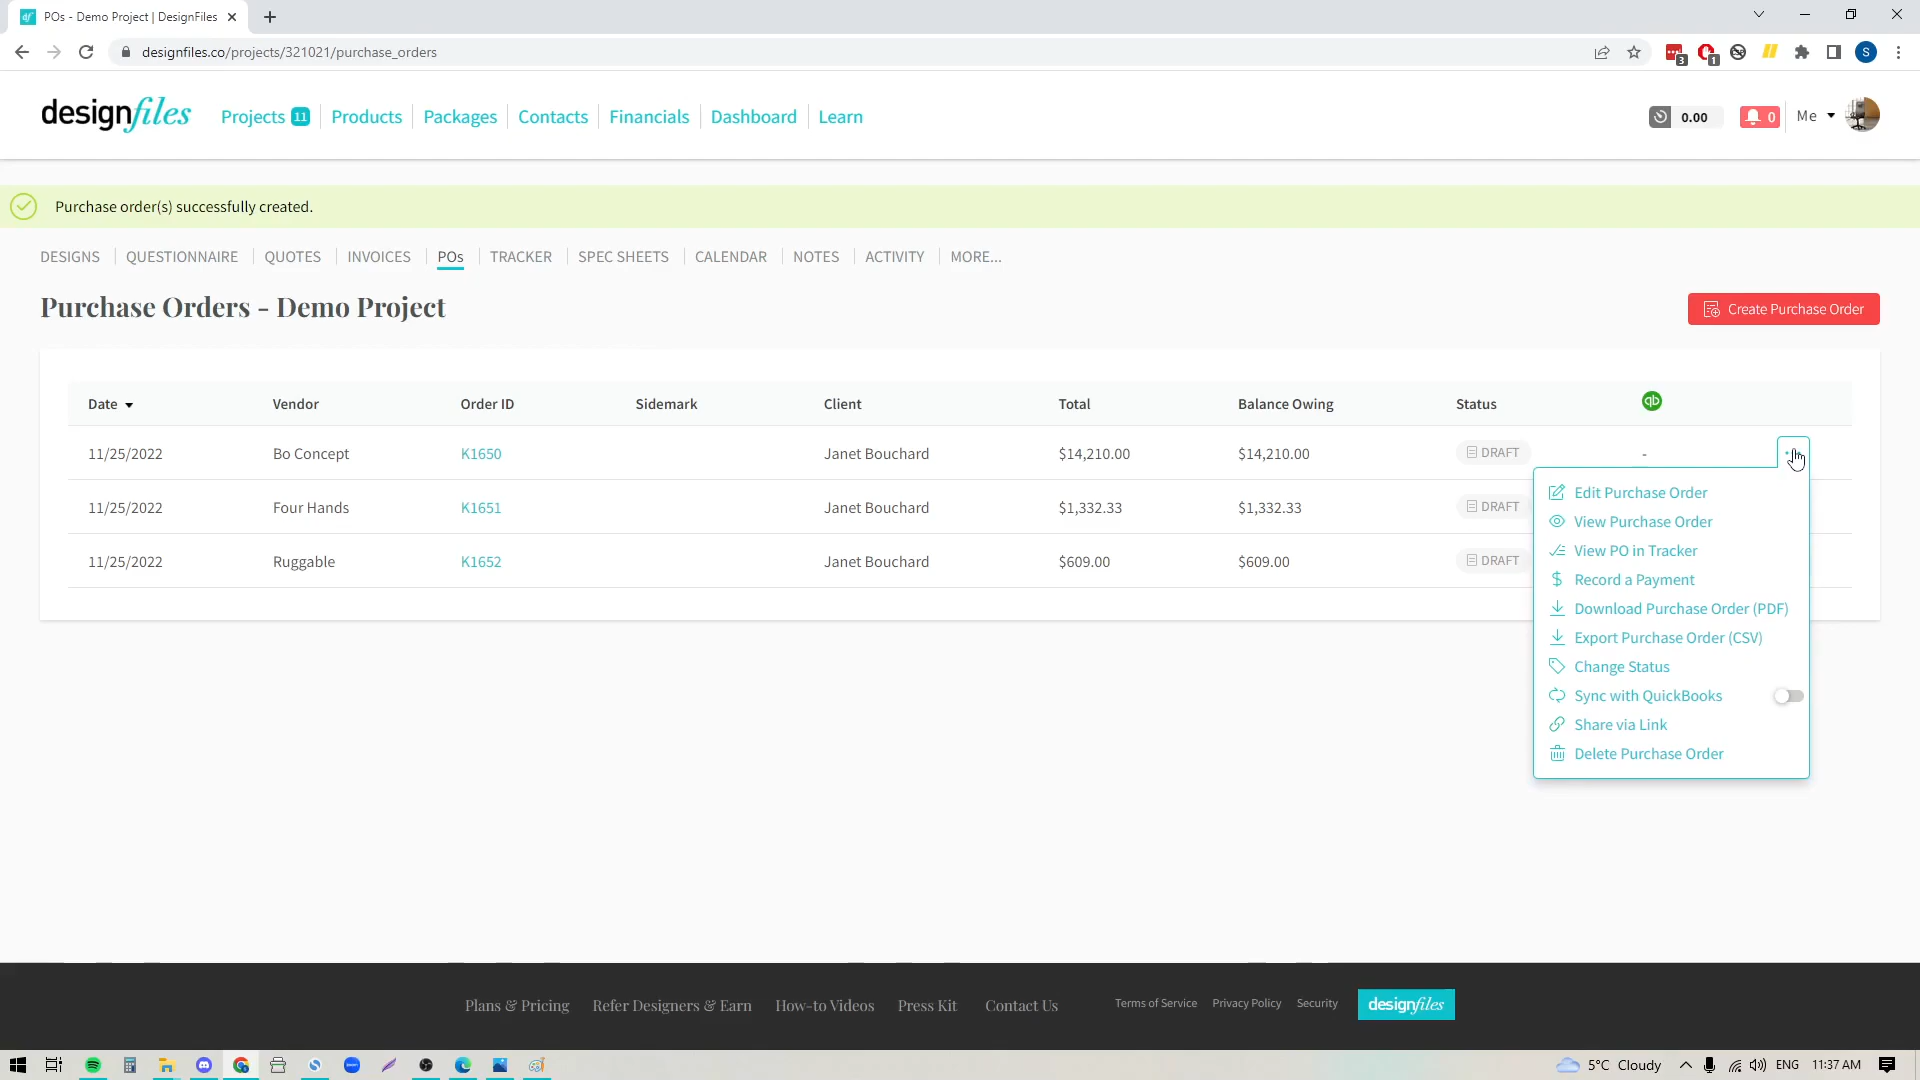 POs - Demo Project | DesignFiles
designfiles.co/projects/321021/purchase_orders
3
1
S
designfiles
Projects 11
Products
Packages
Contacts
Financials
Dashboard
Learn
0.00
0
Me
Purchase order(s) successfully created.
DESIGNS
QUESTIONNAIRE
QUOTES
INVOICES
POs
TRACKER
SPEC SHEETS
CALENDAR
NOTES
ACTIVITY
MORE...
Purchase Orders - Demo Project
Create Purchase Order
Date Vendor Order ID Sidemark Client Total Balance Owing Status qb
11/25/2022 Bo Concept K1650 Janet Bouchard $14,210.00 $14,210.00 DRAFT -
11/25/2022 Four Hands K1651 Janet Bouchard $1,332.33 $1,332.33 DRAFT
11/25/2022 Ruggable K1652 Janet Bouchard $609.00 $609.00 DRAFT
Edit Purchase Order
View Purchase Order
View PO in Tracker
Record a Payment
Download Purchase Order (PDF)
Export Purchase Order (CSV)
Change Status
Sync with QuickBooks
Share via Link
Delete Purchase Order
Plans & Pricing
Refer Designers & Earn
How-to Videos
Press Kit
Contact Us
Terms of Service
Privacy Policy
Security
designfiles
5°C Cloudy
ENG
11:37 AM